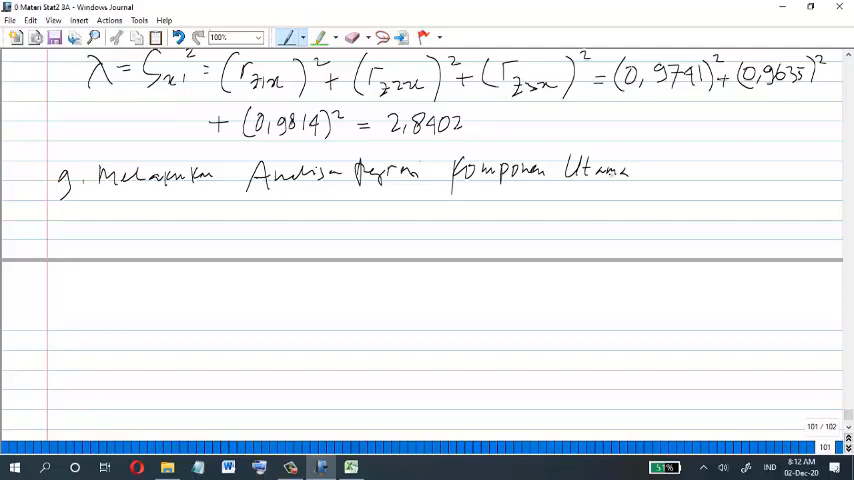 0 Materi Stat2 3A - Windows Journal
File Edit View Insert Actions Tools Help
100%
λ = S_{x1}² = (r_{z1x})² + (r_{z2x})² + (r_{z3x})² = (0,9741)² + (0,9635)²
+ (0,9814)² = 2,8402
g. Melakukan Analisa Regresi Komponen Utama
101 / 102
101
51%
IND
8:12 AM
02-Dec-20